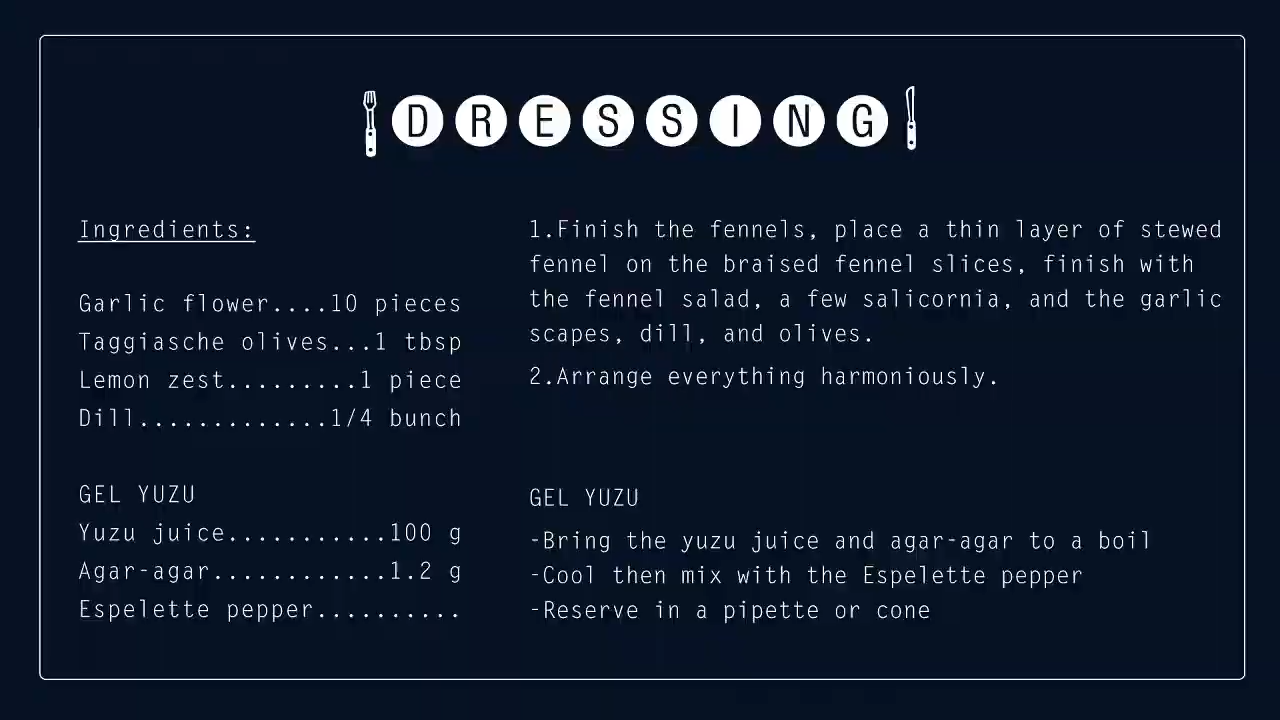 DRESSING
Ingredients:
Garlic flower....10 pieces
Taggiasche olives...1 tbsp
Lemon zest.........1 piece
Dill.............1/4 bunch
GEL YUZU
Yuzu juice...........100 g
Agar-agar............1.2 g
Espelette pepper..........
1.Finish the fennels, place a thin layer of stewed
fennel on the braised fennel slices, finish with
the fennel salad, a few salicornia, and the garlic
scapes, dill, and olives.
2.Arrange everything harmoniously.
GEL YUZU
-Bring the yuzu juice and agar-agar to a boil
-Cool then mix with the Espelette pepper
-Reserve in a pipette or cone